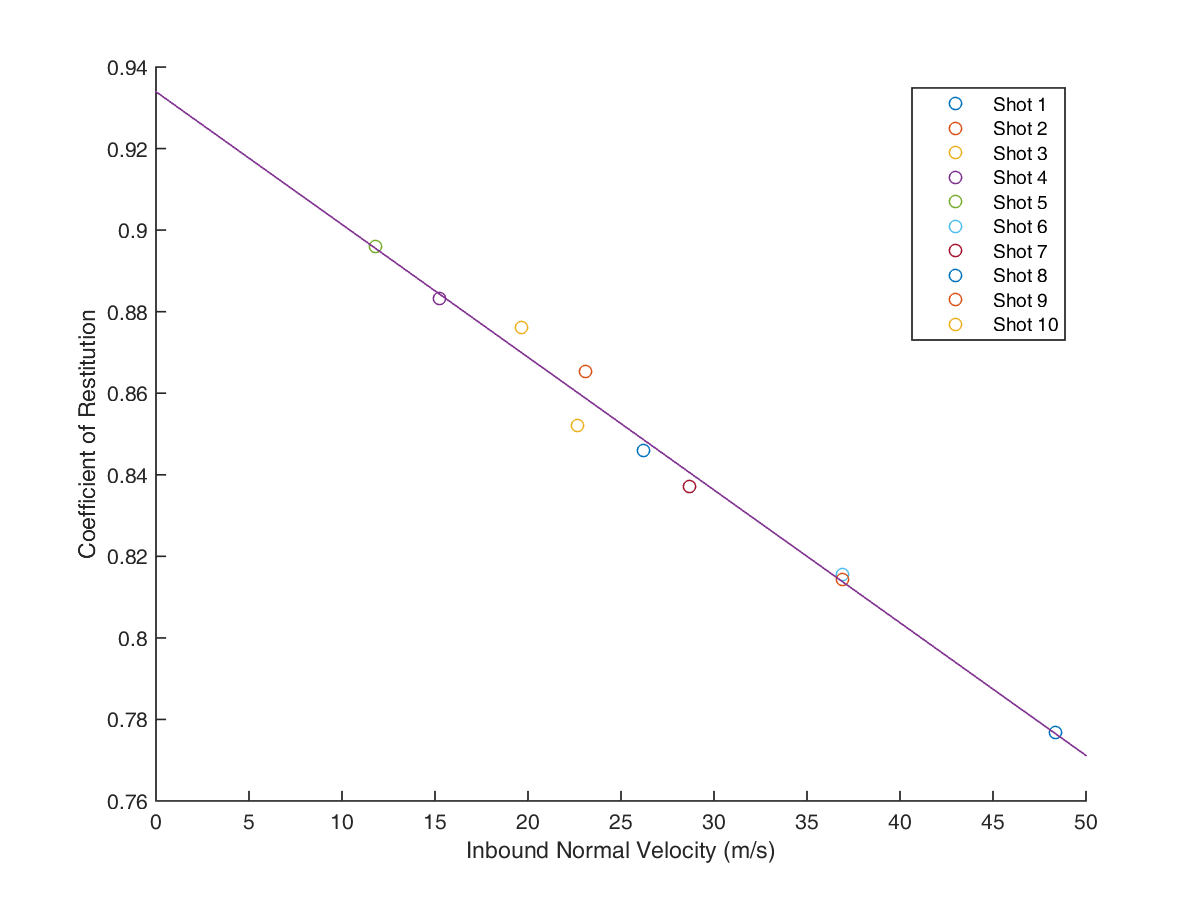 0.94
0.92
0.9
0.88
0.86
0.84
0.82
0.8
0.78
0.76
0 5 10 15 20 25 30 35 40 45 50
Inbound Normal Velocity (m/s)
Coefficient of Restitution
Shot 1
Shot 2
Shot 3
Shot 4
Shot 5
Shot 6
Shot 7
Shot 8
Shot 9
Shot 10